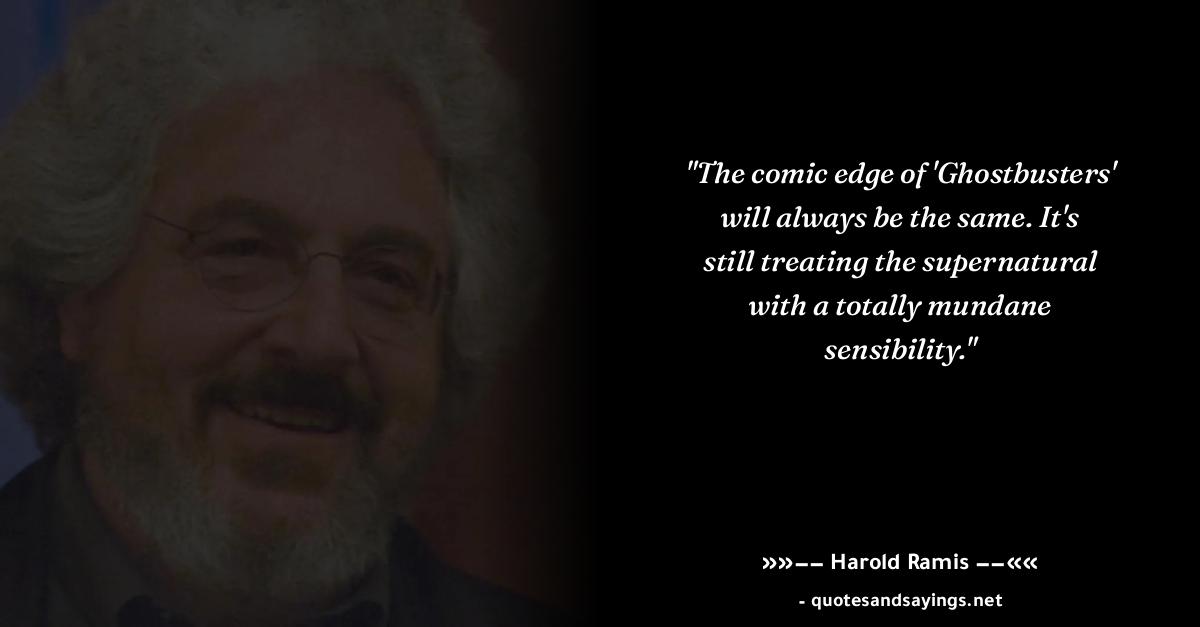 "The comic edge of 'Ghostbusters'
will always be the same. It's
still treating the supernatural
with a totally mundane
sensibility."
»»−− Harold Ramis −−««
- quotesandsayings.net